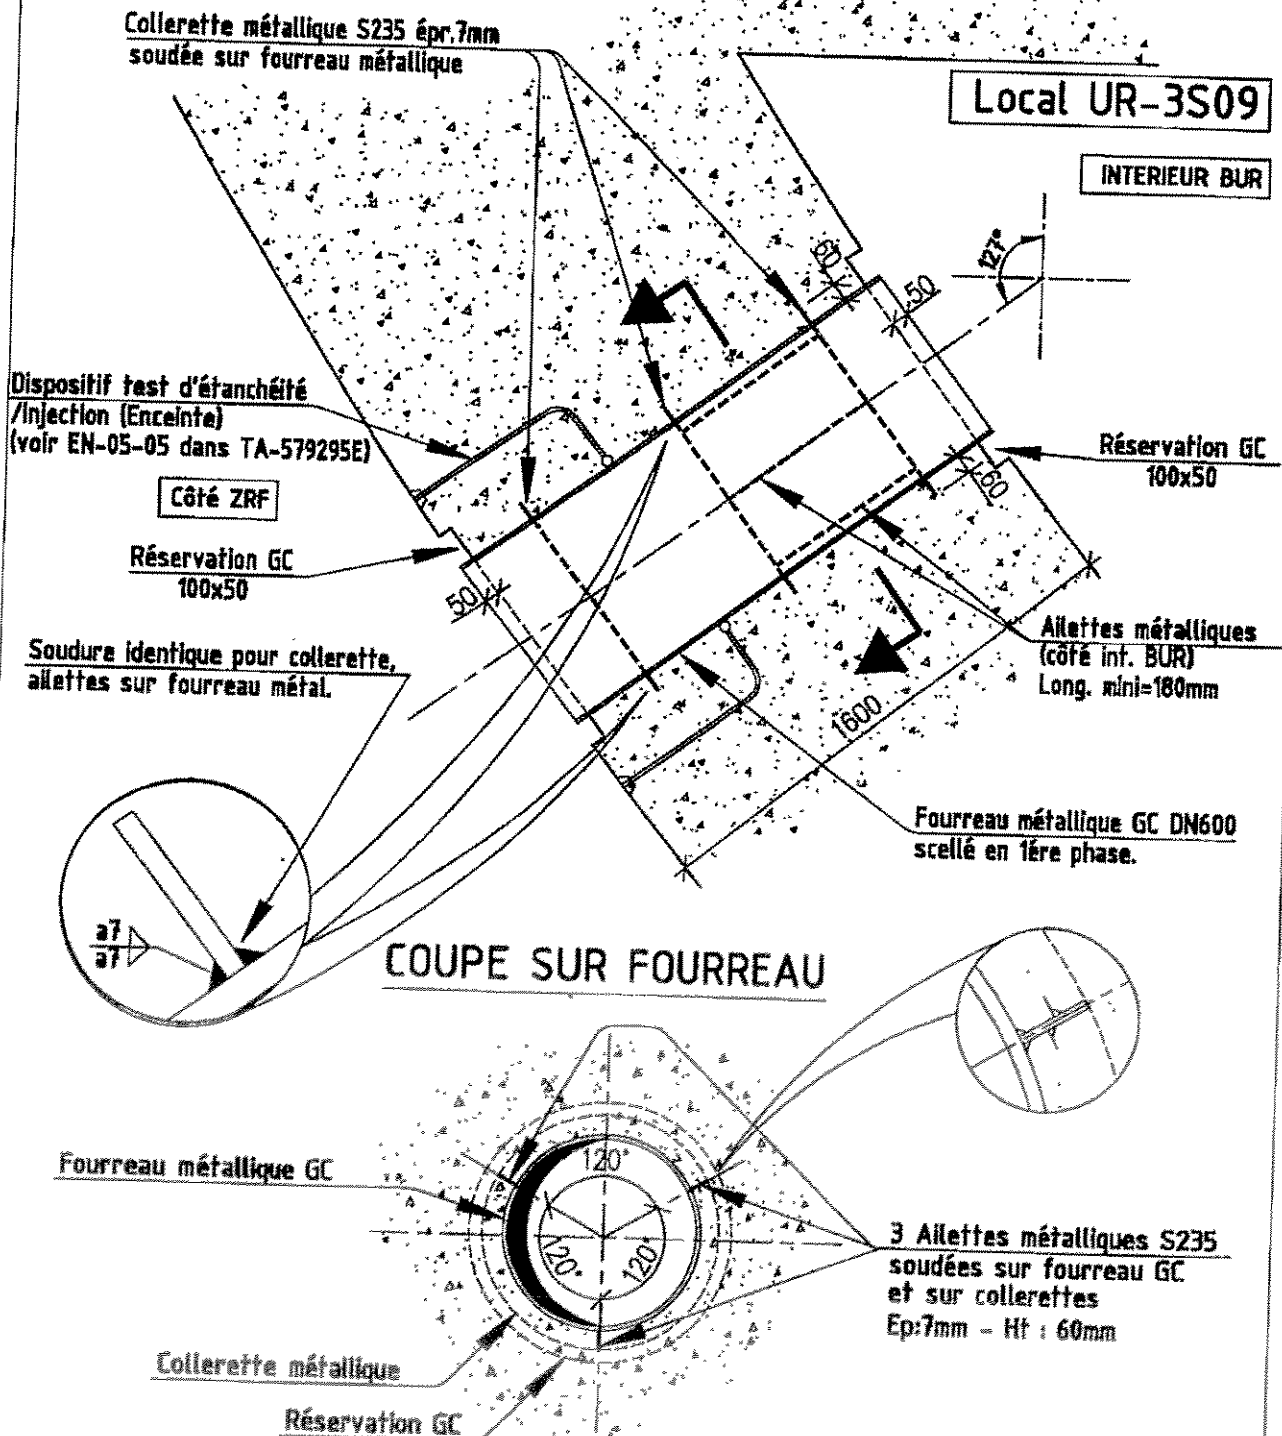 Collerette métallique S235 épr.7mm
soudée sur fourreau métallique
Local UR-3S09
INTERIEUR BUR
127°
60
50
Dispositif test d'étanchéité
/Injection (Enceinte)
(voir EN-05-05 dans TA-579295E)
Côté ZRF
Réservation GC
100x50
Réservation GC
100x50
60
50
Soudure identique pour collerette,
ailettes sur fourreau métal.
Ailettes métalliques
(côté int. BUR)
Long. mini=180mm
1600
Fourreau métallique GC DN600
scellé en 1ére phase.
a7
a7
COUPE SUR FOURREAU
Fourreau métallique GC
120°
120°
120°
3 Ailettes métalliques S235
soudées sur fourreau GC
et sur collerettes
Ep:7mm - Ht : 60mm
Collerette métallique
Réservation GC